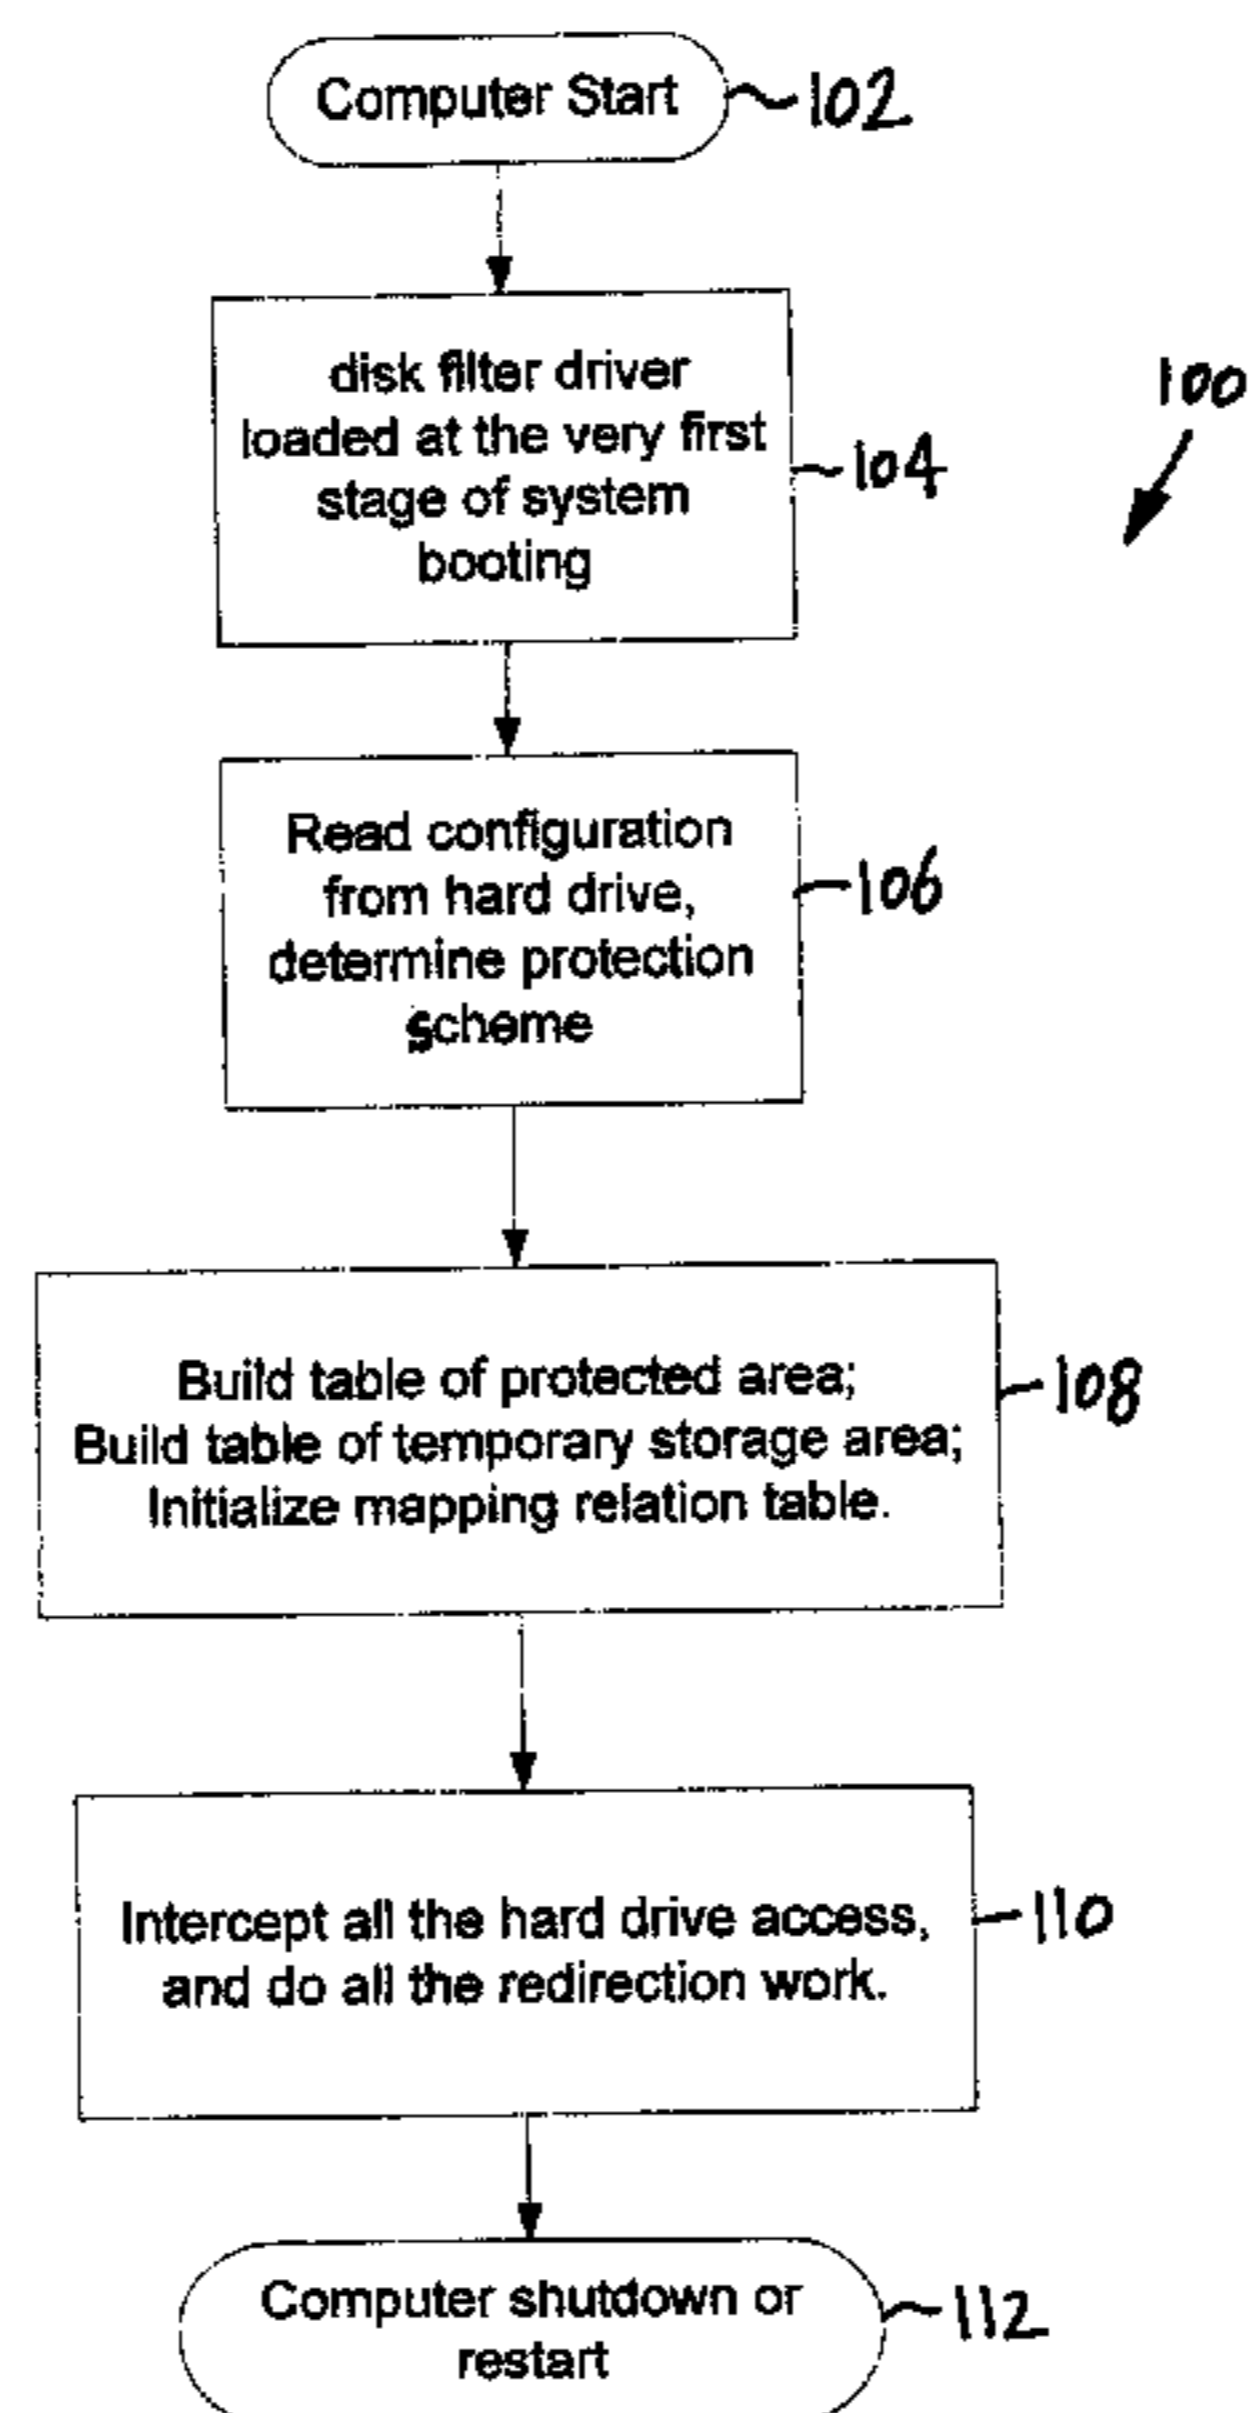 Computer Start
102
disk filter driver
loaded at the very first
stage of system
booting
104
100
Read configuration
from hard drive,
determine protection
scheme
106
Build table of protected area;
Build table of temporary storage area;
Initialize mapping relation table.
108
Intercept all the hard drive access,
and do all the redirection work.
110
Computer shutdown or
restart
112